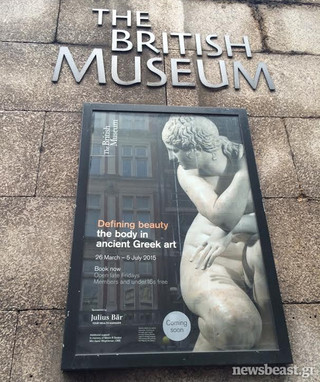 THE
BRITISH
MUSEUM
The British
Museum
Defining beauty
the body in
ancient Greek art
26 March – 5 July 2015
Book now
Open late Fridays
Members and under 16s free
Julius Bär
Coming
soon
newsbeast.gr